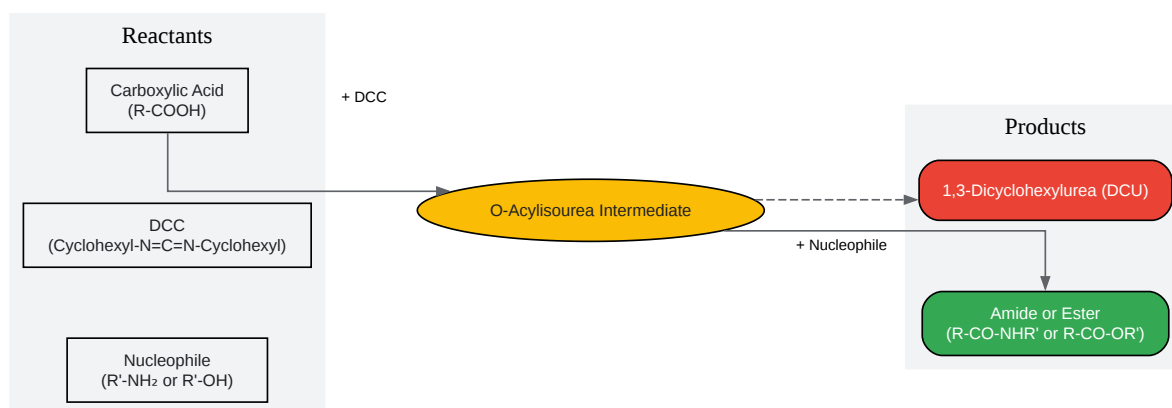 Reactants
Carboxylic Acid
(R-COOH)
+ DCC
DCC
(Cyclohexyl-N=C=N-Cyclohexyl)
Nucleophile
(R'-NH₂ or R'-OH)
O-Acylisourea Intermediate
+ Nucleophile
Products
1,3-Dicyclohexylurea (DCU)
Amide or Ester
(R-CO-NHR' or R-CO-OR')